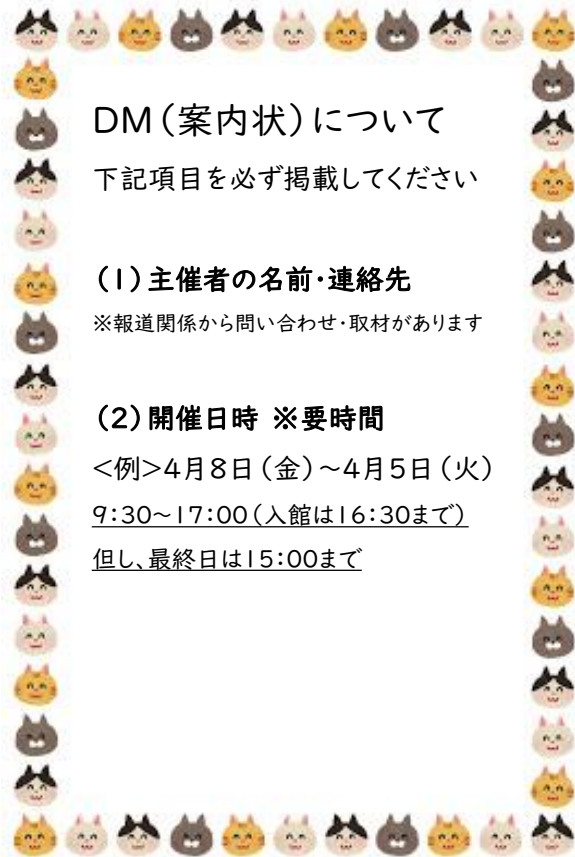 DM（案内状）について
下記項目を必ず掲載してください
（1）主催者の名前・連絡先
※報道関係から問い合わせ・取材があります
（2）開催日時 ※要時間
<例>4月8日（金）～4月5日（火）
9：30～17：00（入館は16：30まで）
但し、最終日は15：00まで